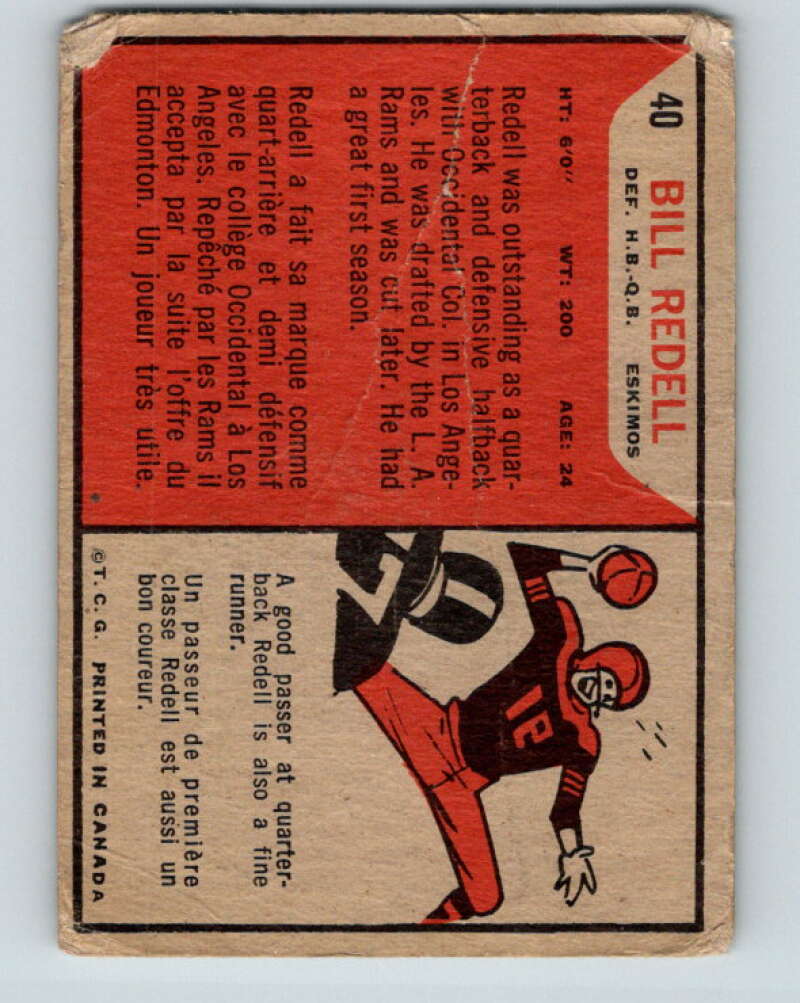 40
BILL REDELL
DEF. H.B.-Q.B. ESKIMOS
HT: 6'0" WT: 200 AGE: 24
Redell was outstanding as a quar-
terback and defensive halfback
with Occidental Col. in Los Ange-
les. He was drafted by the L. A.
Rams and was cut later. He had
a great first season.
Redell a fait sa marque comme
quart-arrière et demi défensif
avec le collège Occidental à Los
Angeles. Repêché par les Rams il
accepta par la suite l'offre du
Edmonton. Un joueur très utile.
12
A good passer at quarter-
back Redell is also a fine
runner.
Un passeur de première
classe Redell est aussi un
bon coureur.
©T.C.G. PRINTED IN CANADA